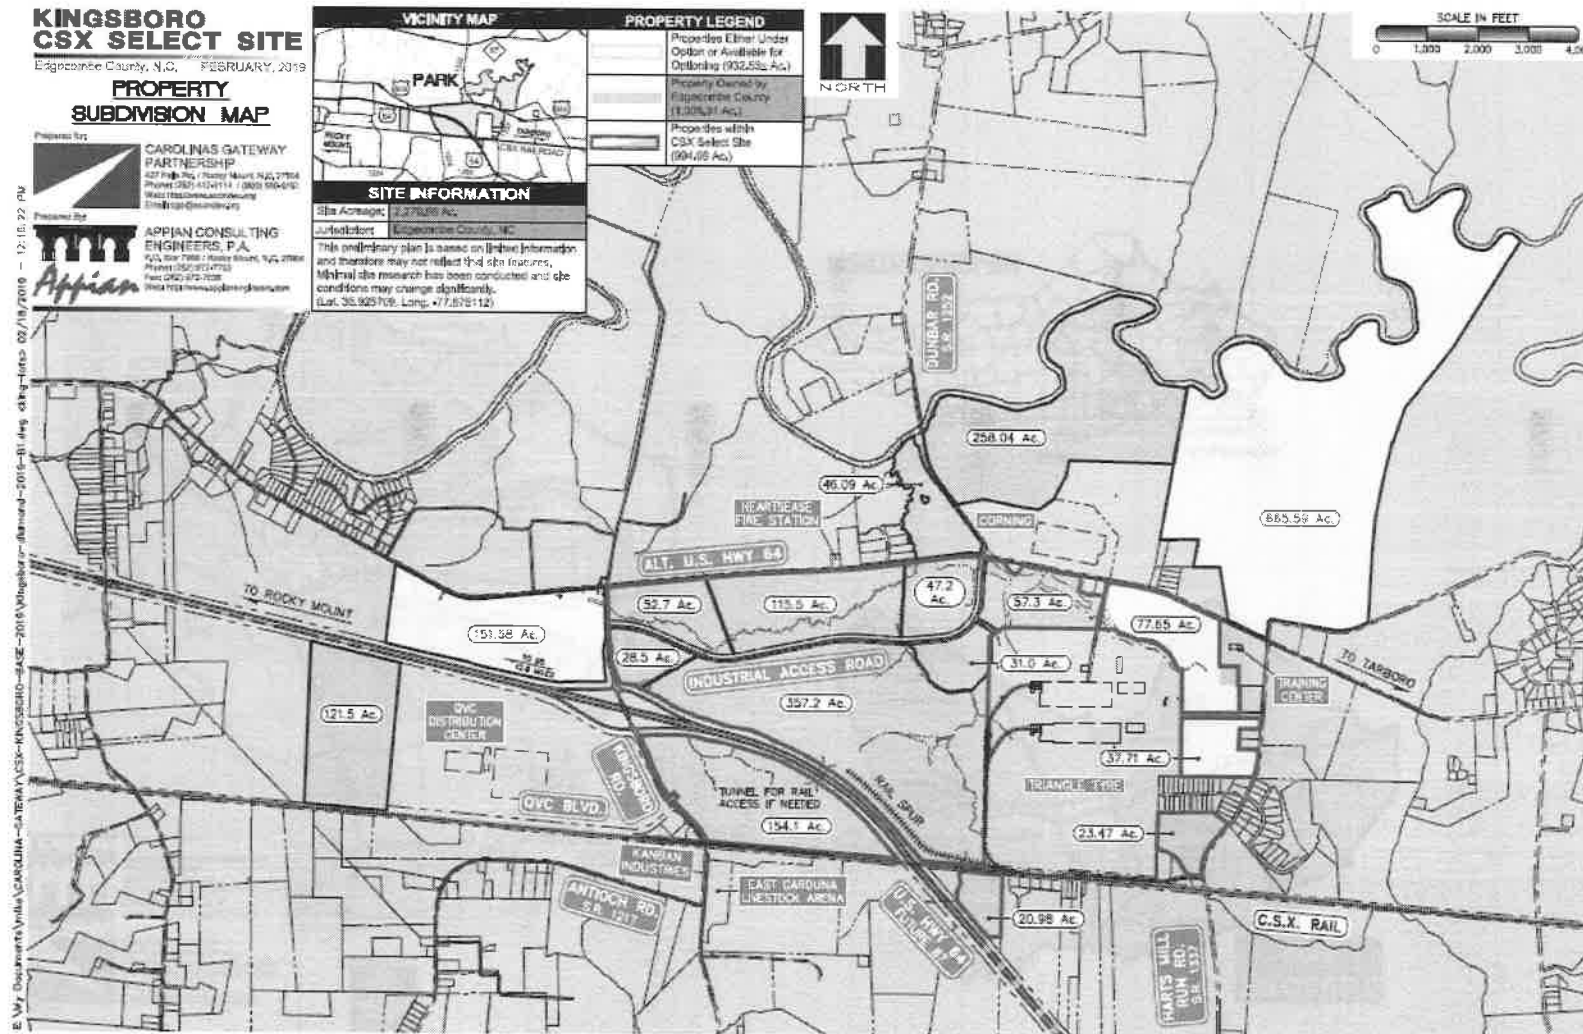 KINGSBORO
CSX SELECT SITE
Edgecombe County, N.C. FEBRUARY, 2019
PROPERTY
SUBDIVISION MAP
Prepared for:
CAROLINAS GATEWAY
PARTNERSHIP
Prepared By:
APPIAN CONSULTING
ENGINEERS, P.A.
Appian
VICINITY MAP
PARK
ROCKY
MOUNT
TARBORO
CSX RAILROAD
PROPERTY LEGEND
Properties Either Under
Option or Available for
Property Owned by
Edgecombe County
Properties within
CSX Select Site
SITE INFORMATION
Site Acreage:
Jurisdiction: Edgecombe County, NC
This preliminary plan is based on limited information
and therefore may not reflect final site features.
Minimal site research has been conducted and site
conditions may change significantly.
NORTH
SCALE IN FEET
0 1,000 2,000 3,000
DUNBAR RD.
S.R. 1252
258.04 Ac.
46.09 Ac.
HEARTSEASE
FIRE STATION
CORNING
665.59 Ac.
ALT. U.S. HWY 64
TO ROCKY MOUNT
52.7 Ac.
115.5 Ac.
47.2
Ac.
57.3 Ac.
77.65 Ac.
151.58 Ac.
28.5 Ac.
INDUSTRIAL ACCESS ROAD
31.0 Ac.
TO TARBORO
TRAINING
CENTER
121.5 Ac.
QVC
DISTRIBUTION
CENTER
357.2 Ac.
KINGSBORO
RD.
37.71 Ac.
TRIANGLE TYRE
TUNNEL FOR RAIL
ACCESS IF NEEDED
RAIL SPUR
QVC BLVD.
154.1 Ac.
23.47 Ac.
KANBAN
INDUSTRIES
ANTIOCH RD.
S.R. 1217
EAST CAROLINA
LIVESTOCK ARENA
U.S. HWY 64
20.98 Ac.
HARTS MILL
RUN RD.
C.S.X. RAIL